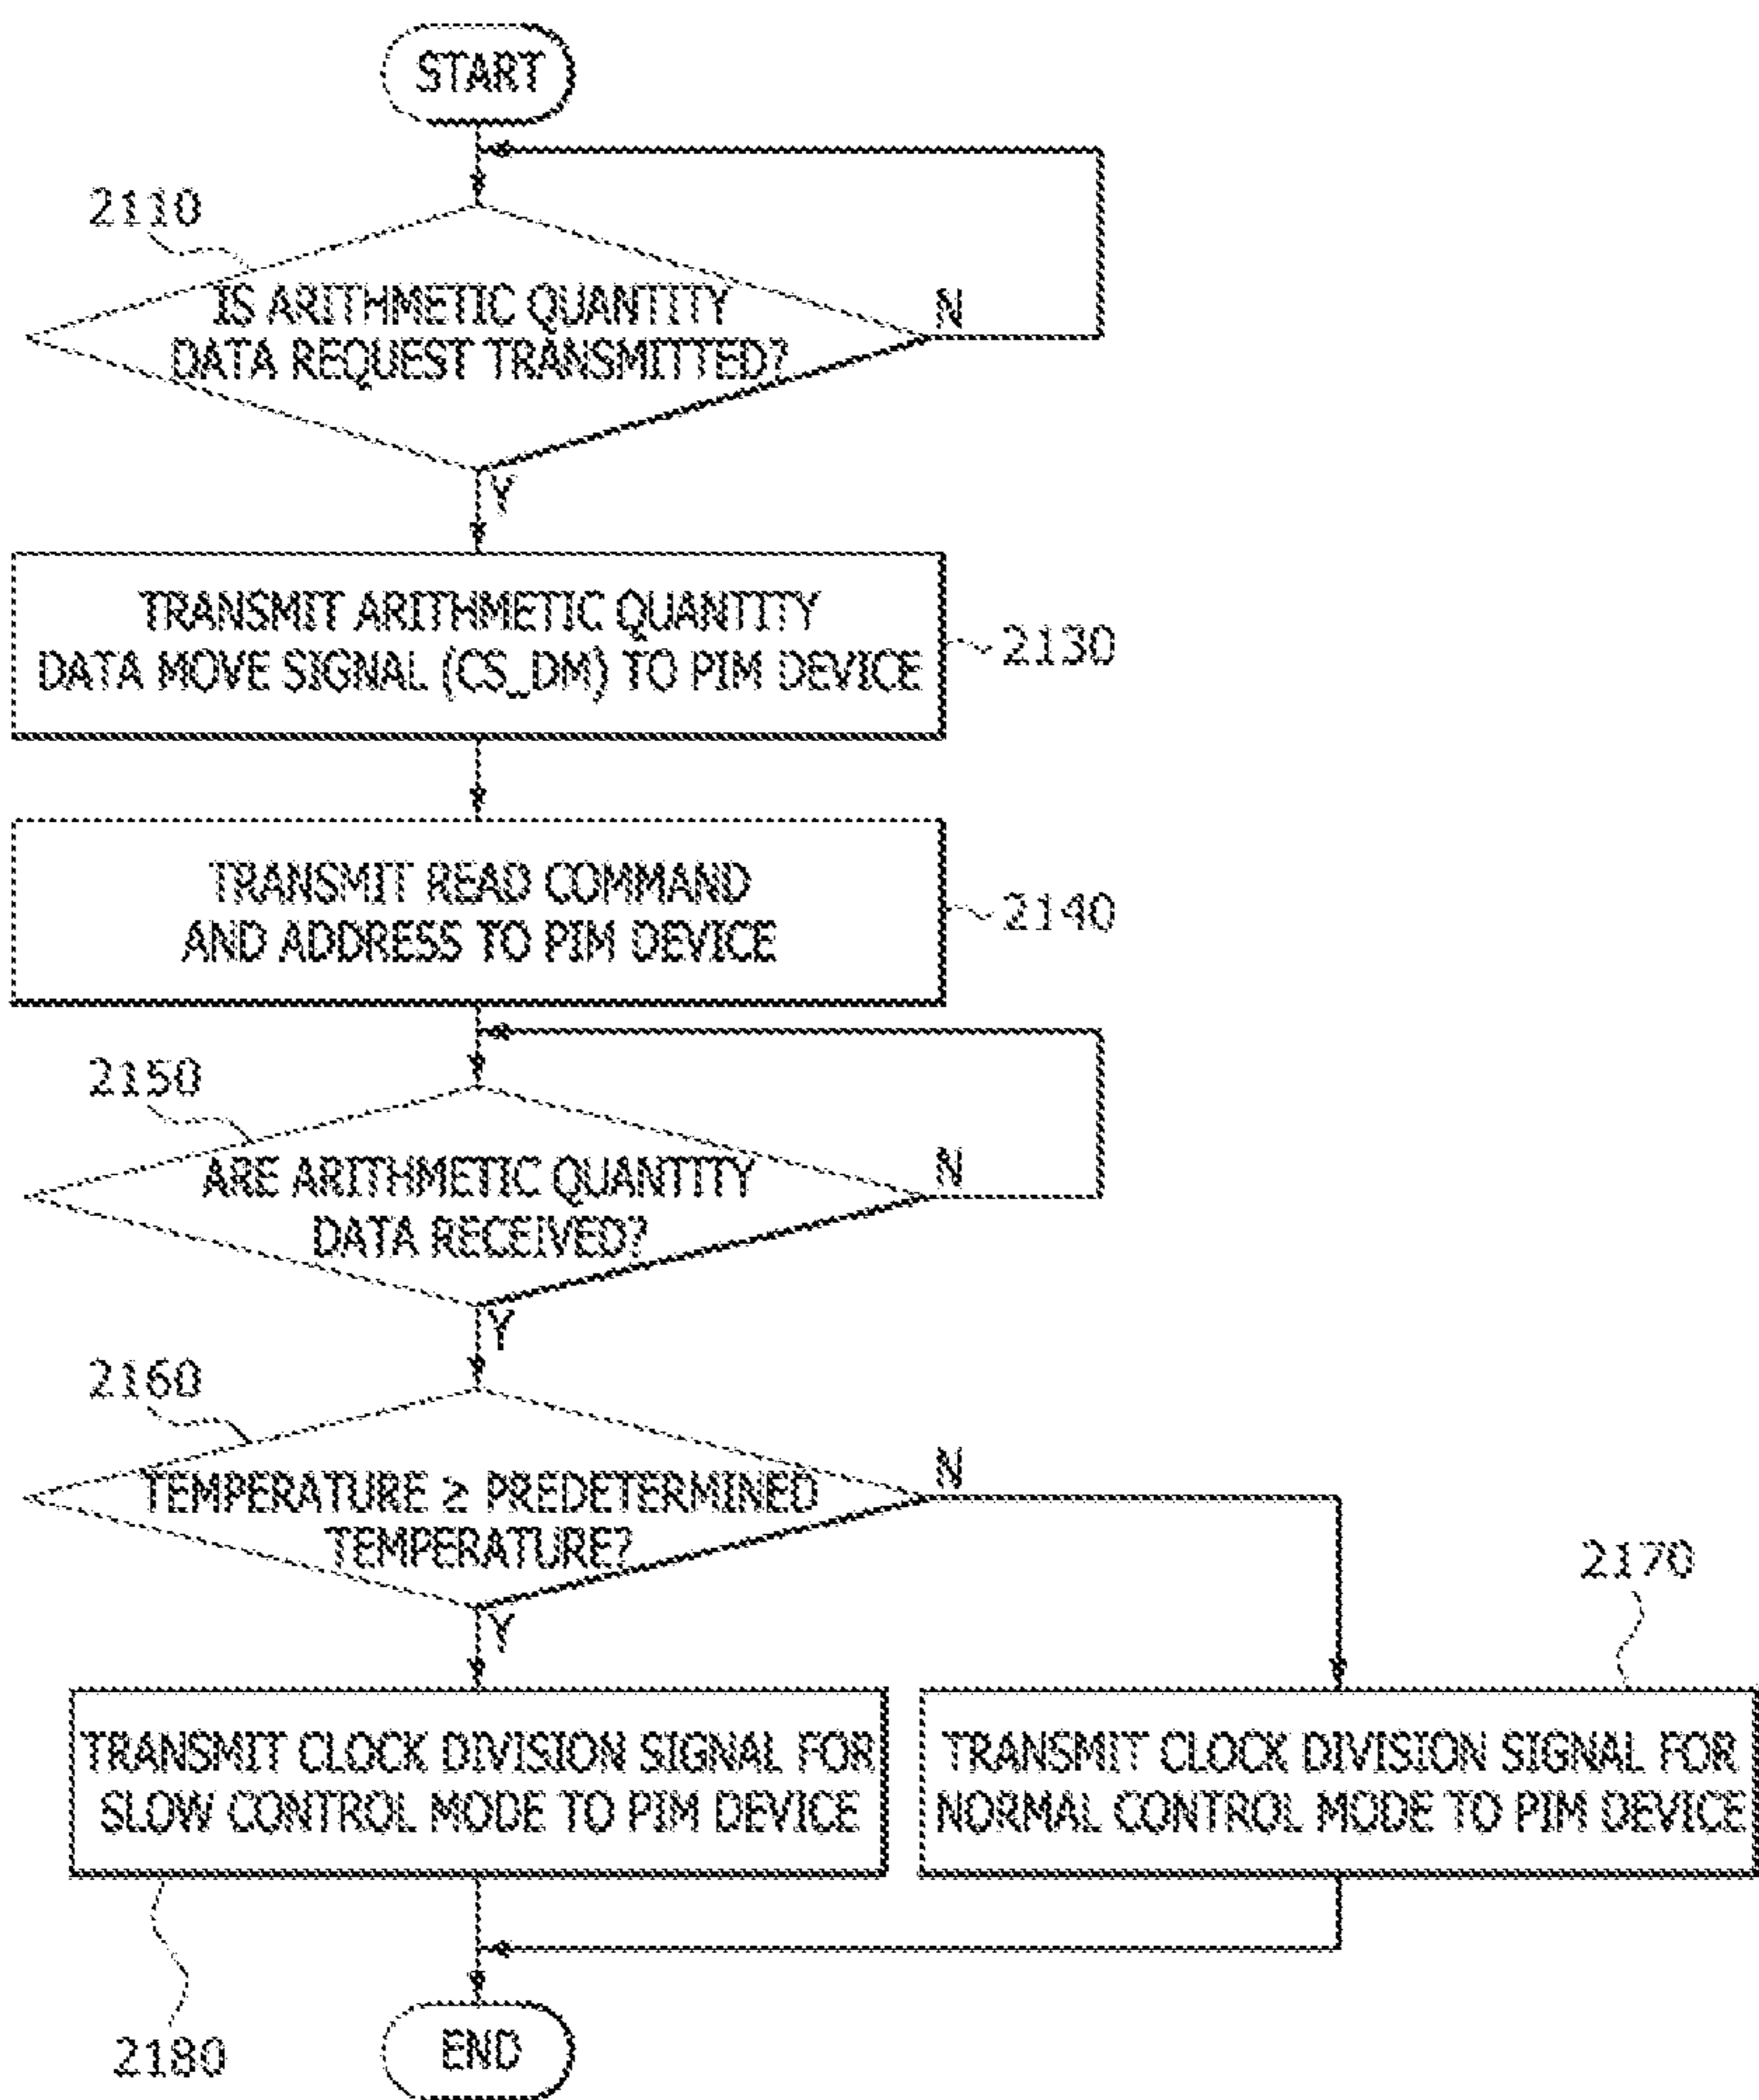 START
2110
IS ARITHMETIC QUANTITY
DATA REQUEST TRANSMITTED?
N
Y
TRANSMIT ARITHMETIC QUANTITY
DATA MOVE SIGNAL (CS_DM) TO PIM DEVICE
2130
TRANSMIT READ COMMAND
AND ADDRESS TO PIM DEVICE
2140
2150
ARE ARITHMETIC QUANTITY
DATA RECEIVED?
N
Y
2160
TEMPERATURE ≥ PREDETERMINED
TEMPERATURE?
N
Y
2170
TRANSMIT CLOCK DIVISION SIGNAL FOR
SLOW CONTROL MODE TO PIM DEVICE
TRANSMIT CLOCK DIVISION SIGNAL FOR
NORMAL CONTROL MODE TO PIM DEVICE
2180
END